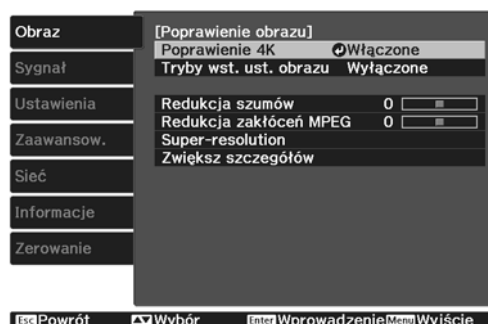 Obraz
Sygnał
Ustawienia
Zaawansow.
Sieć
Informacje
Zerowanie
[Poprawienie obrazu]
Poprawienie 4K Włączone
Tryby wst. ust. obrazu Wyłączone
Redukcja szumów 0
Redukcja zakłóceń MPEG 0
Super-resolution
Zwiększ szczegółów
Esc Powrót Wybór Enter Wprowadzenie Menu Wyjście